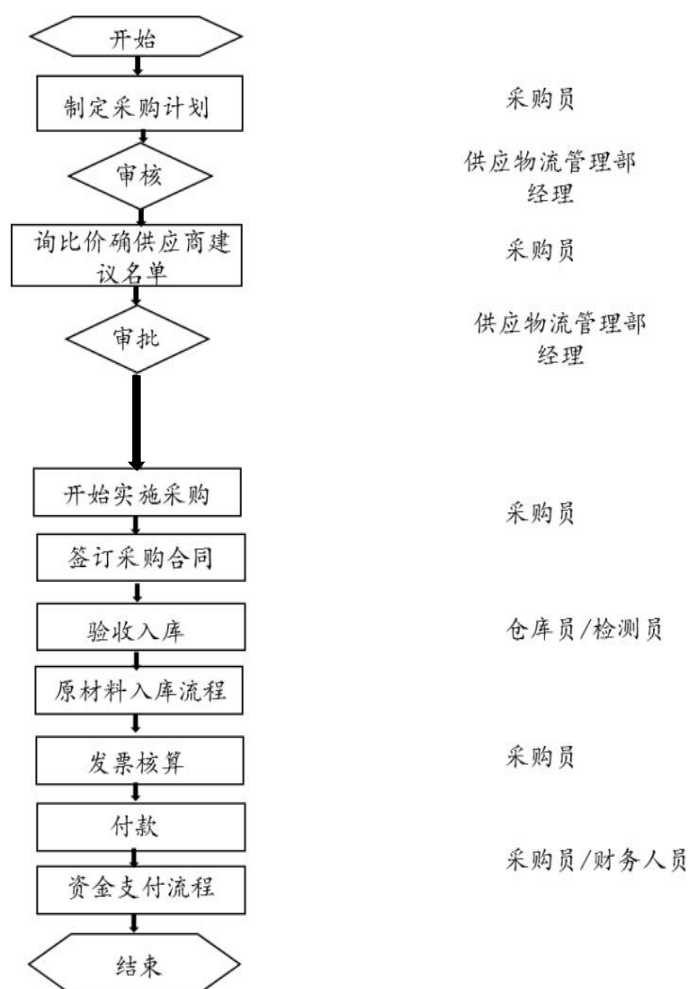 开始
制定采购计划
采购员
审核
供应物流管理部
经理
询比价确供应商建
议名单
采购员
审批
供应物流管理部
经理
开始实施采购
采购员
签订采购合同
验收入库
仓库员/检测员
原材料入库流程
发票核算
采购员
付款
采购员/财务人员
资金支付流程
结束